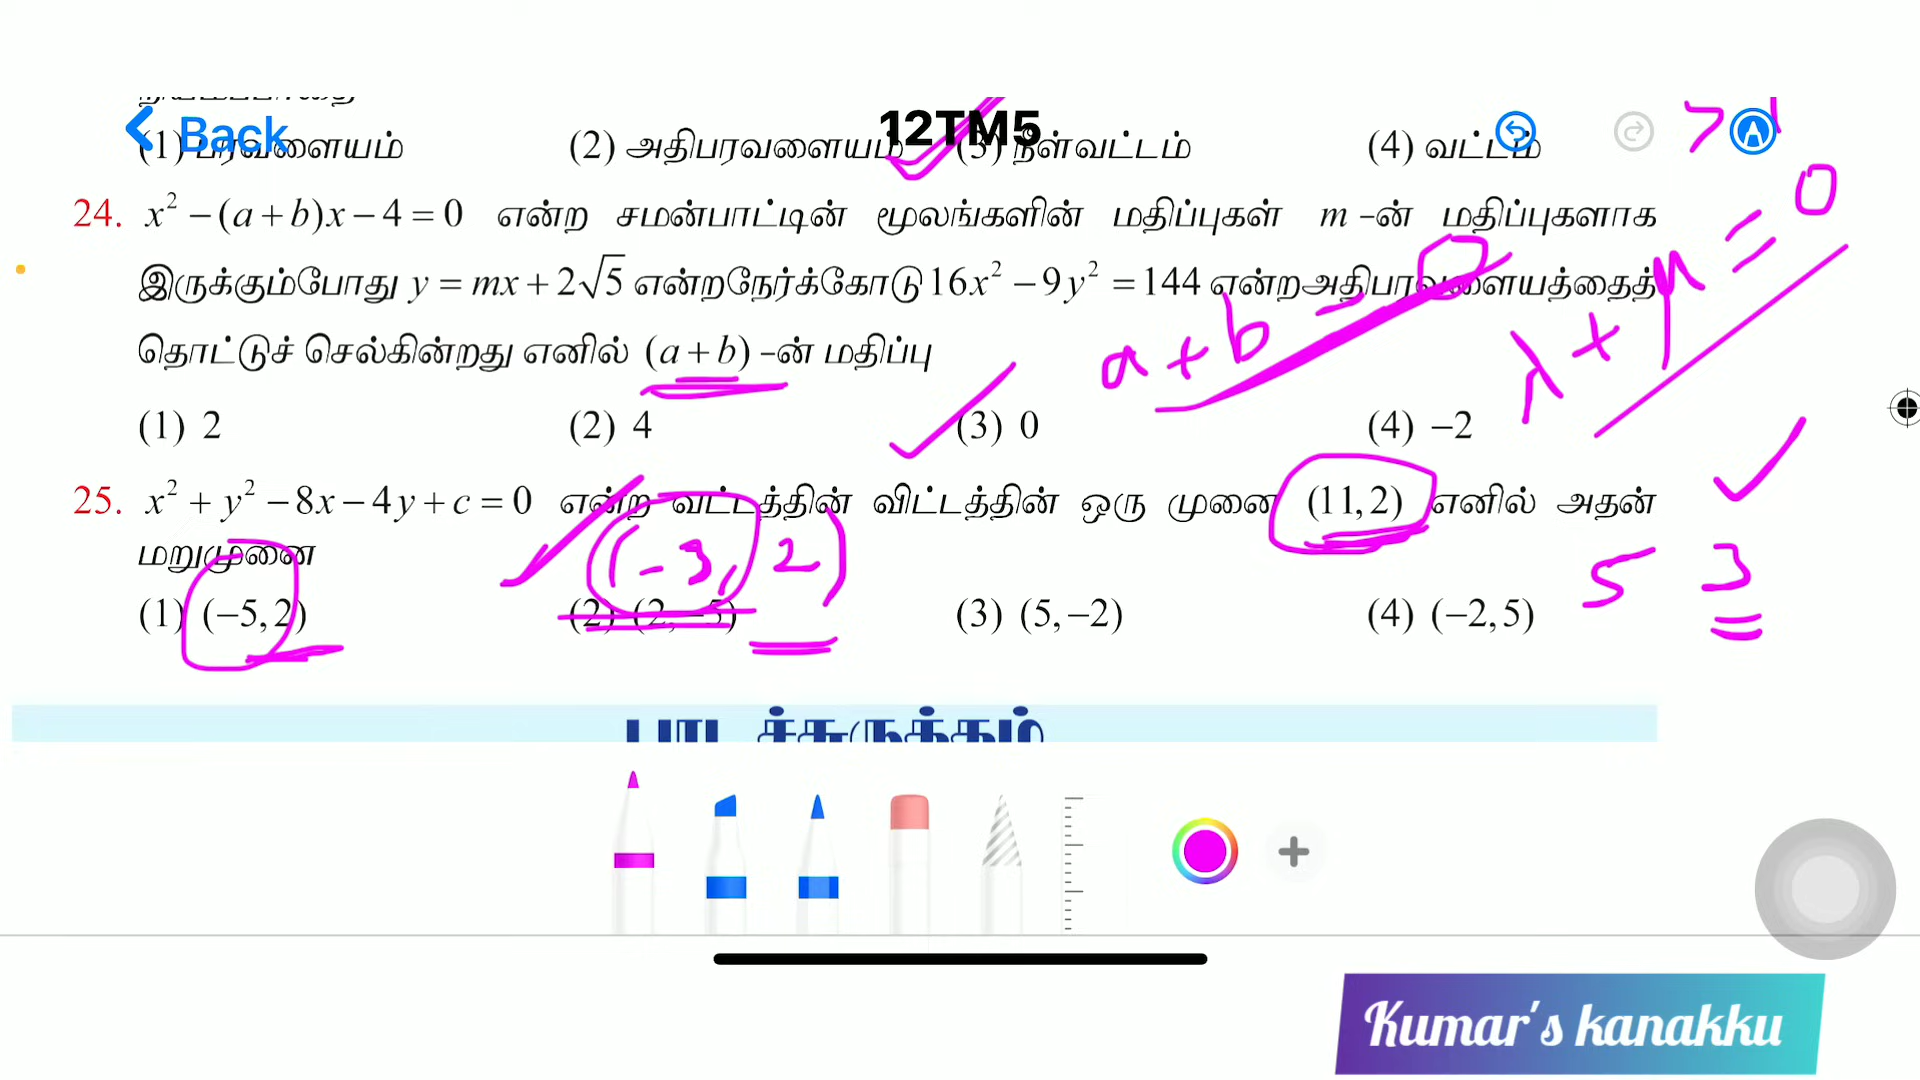 Back
12TM5
(1) பரவளையம் (2) அதிபரவளையம் (3) நீள்வட்டம் (4) வட்டம்
24. x² − (a + b)x − 4 = 0 என்ற சமன்பாட்டின் மூலங்களின் மதிப்புகள் m -ன் மதிப்புகளாக
இருக்கும்போது y = mx + 2√5 என்றநேர்க்கோடு 16x² − 9y² = 144 என்றஅதிபரவளையத்தைத்
தொட்டுச் செல்கின்றது எனில் (a + b) -ன் மதிப்பு
a + b = 0
λ + μ = 0
(1) 2 (2) 4 (3) 0 (4) −2
25. x² + y² − 8x − 4y + c = 0 என்ற வட்டத்தின் விட்டத்தின் ஒரு முனை (11, 2) எனில் அதன்
மறுமுனை
(-3, 2)
5 3
(1) (−5, 2) (2) (2, −5) (3) (5, −2) (4) (−2, 5)
பாடச்சுருக்கம்
Kumar's kanakku